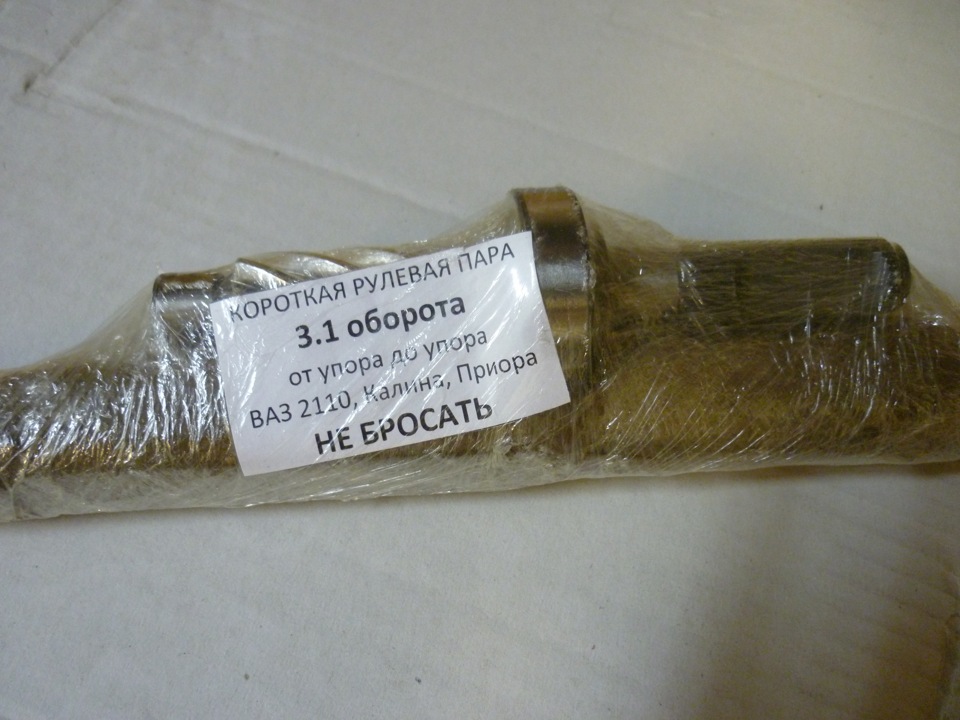 КОРОТКАЯ РУЛЕВАЯ ПАРА
3.1 оборота
от упора до упора
ВАЗ 2110, Калина, Приора
НЕ БРОСАТЬ